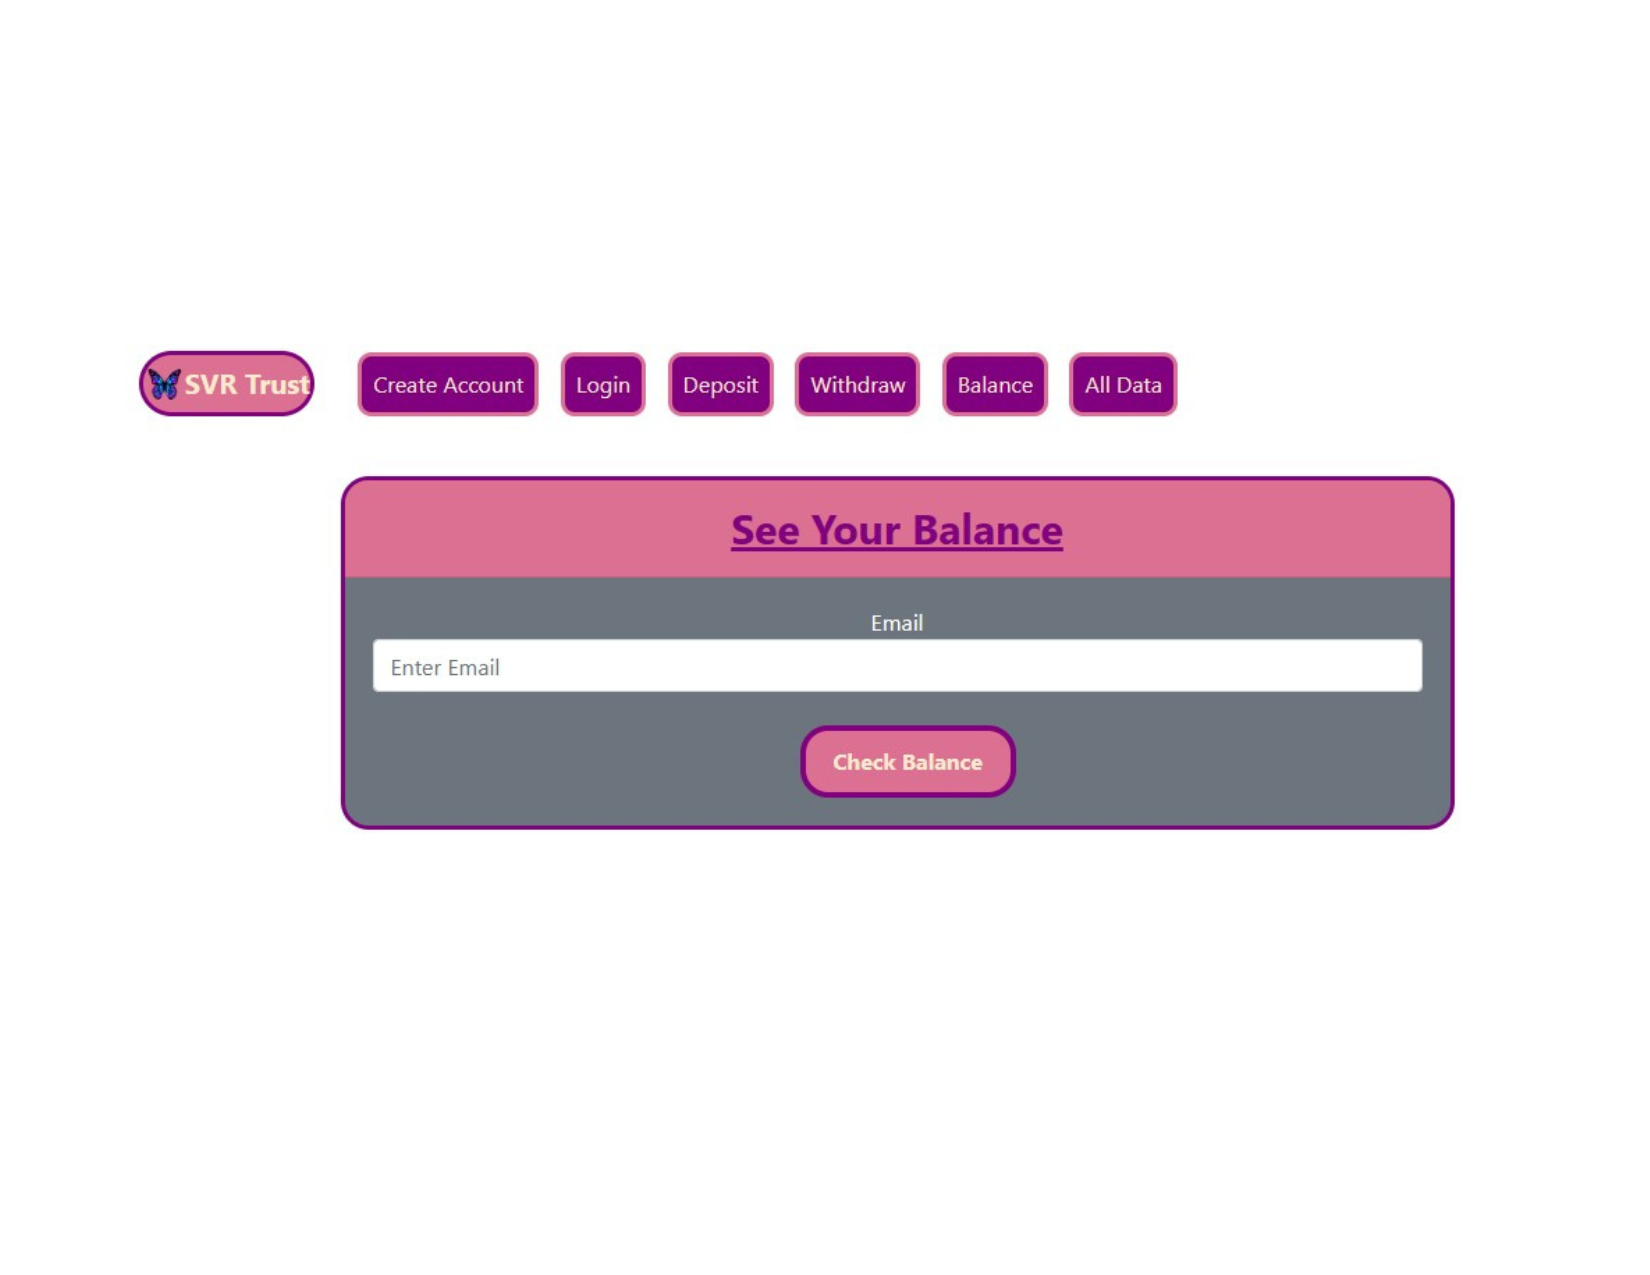 SVR Trust
Create Account Login Deposit Withdraw Balance All Data
See Your Balance
Email
Enter Email
Check Balance